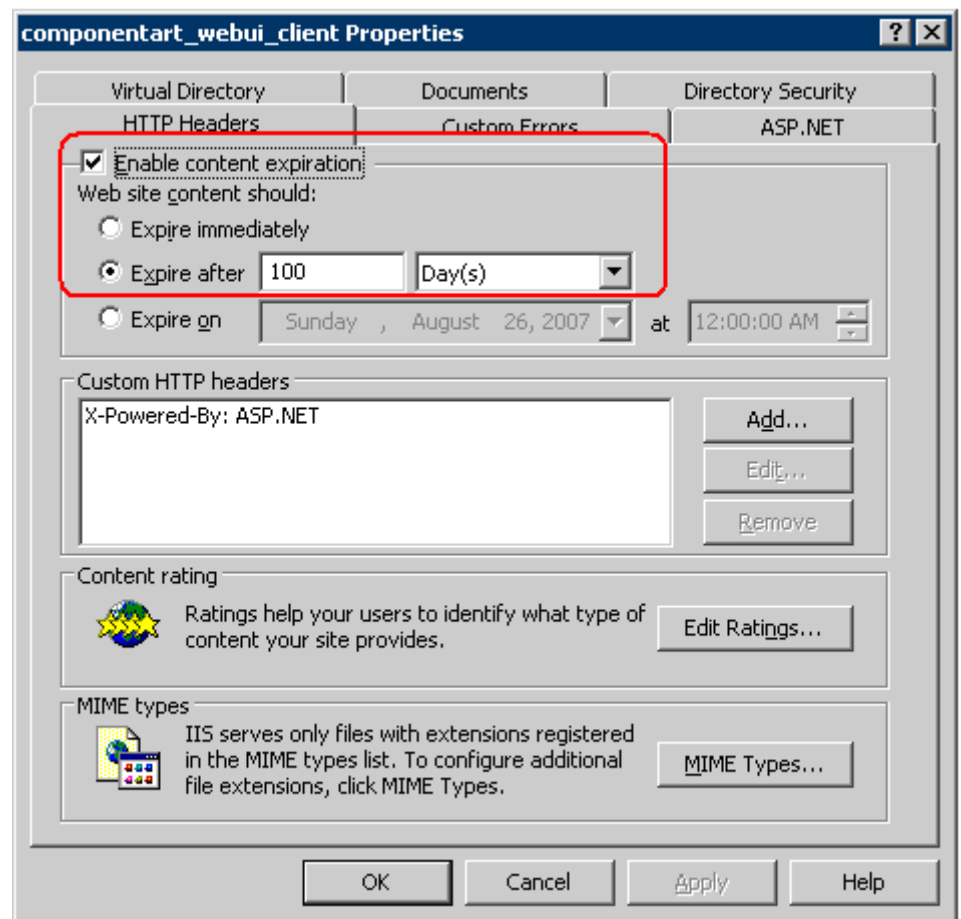 componentart_webui_client Properties
Virtual Directory Documents Directory Security
HTTP Headers Custom Errors ASP.NET
Enable content expiration
Web site content should:
Expire immediately
Expire after 100 Day(s)
Expire on Sunday , August 26, 2007 at 12:00:00 AM
Custom HTTP headers
X-Powered-By: ASP.NET
Add...
Edit...
Remove
Content rating
Ratings help your users to identify what type of
content your site provides.
Edit Ratings...
MIME types
IIS serves only files with extensions registered
in the MIME types list. To configure additional
file extensions, click MIME Types.
MIME Types...
OK Cancel Apply Help